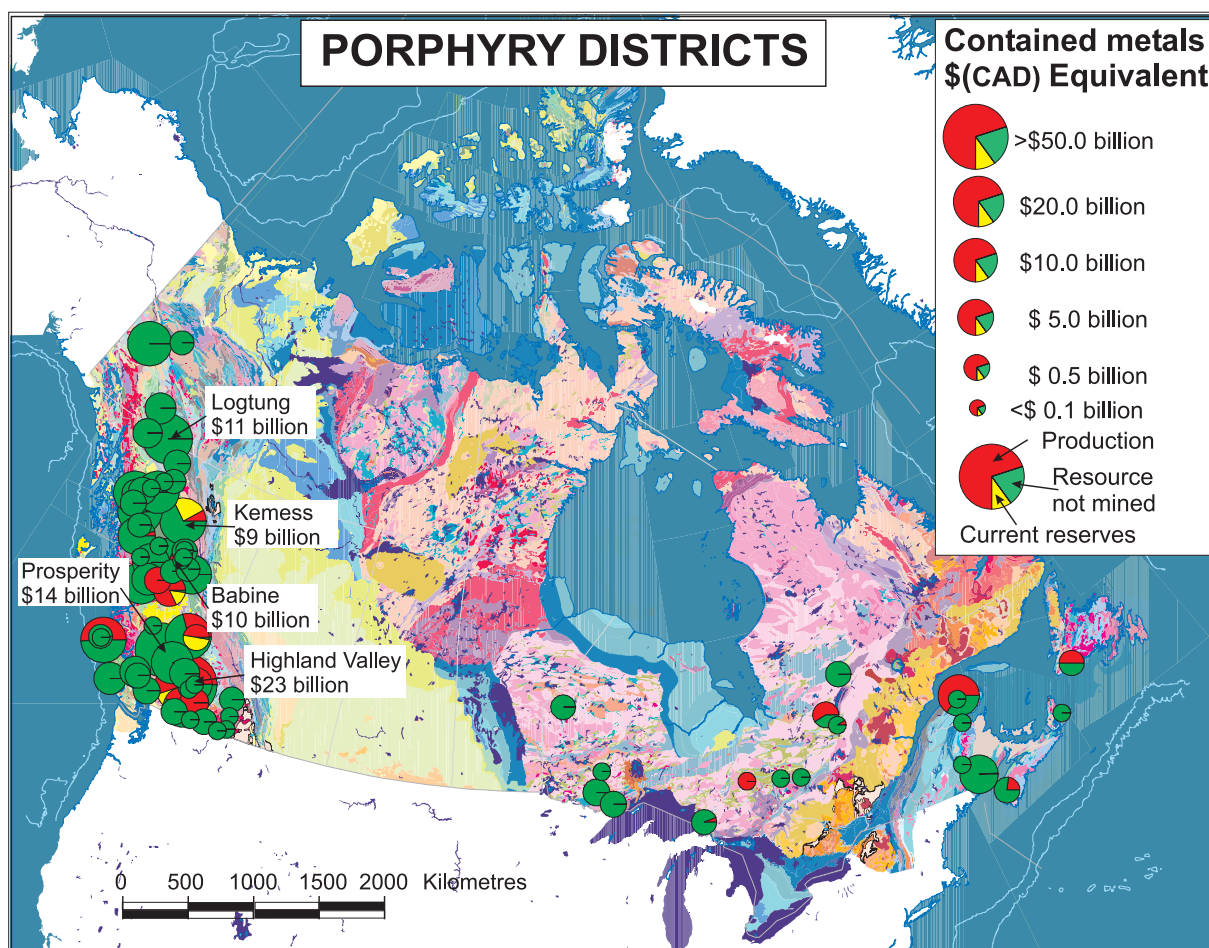 PORPHYRY DISTRICTS
Contained metals
$(CAD) Equivalent
>$50.0 billion
$20.0 billion
$10.0 billion
$ 5.0 billion
$ 0.5 billion
<$ 0.1 billion
Production
Resource
not mined
Current reserves
Logtung
$11 billion
Kemess
$9 billion
Prosperity
$14 billion
Babine
$10 billion
Highland Valley
$23 billion
0 500 1000 1500 2000 Kilometres